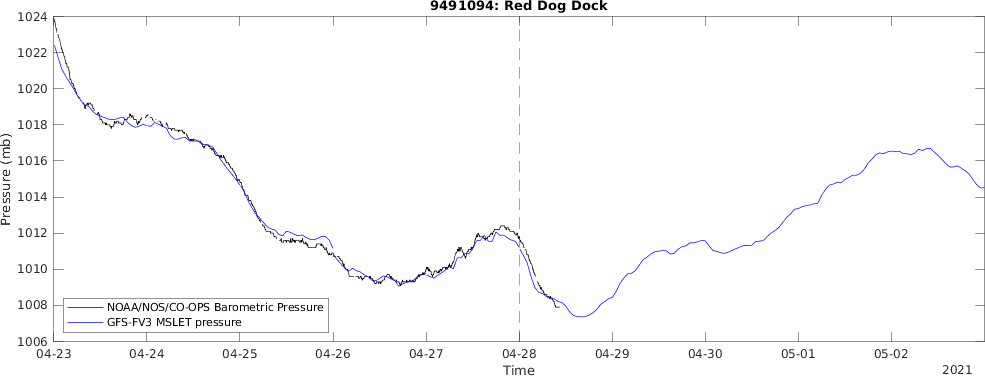 9491094: Red Dog Dock
Pressure (mb)
1024
1022
1020
1018
1016
1014
1012
1010
1008
1006
NOAA/NOS/CO-OPS Barometric Pressure
GFS-FV3 MSLET pressure
04-23 04-24 04-25 04-26 04-27 04-28 04-29 04-30 05-01 05-02
Time
2021